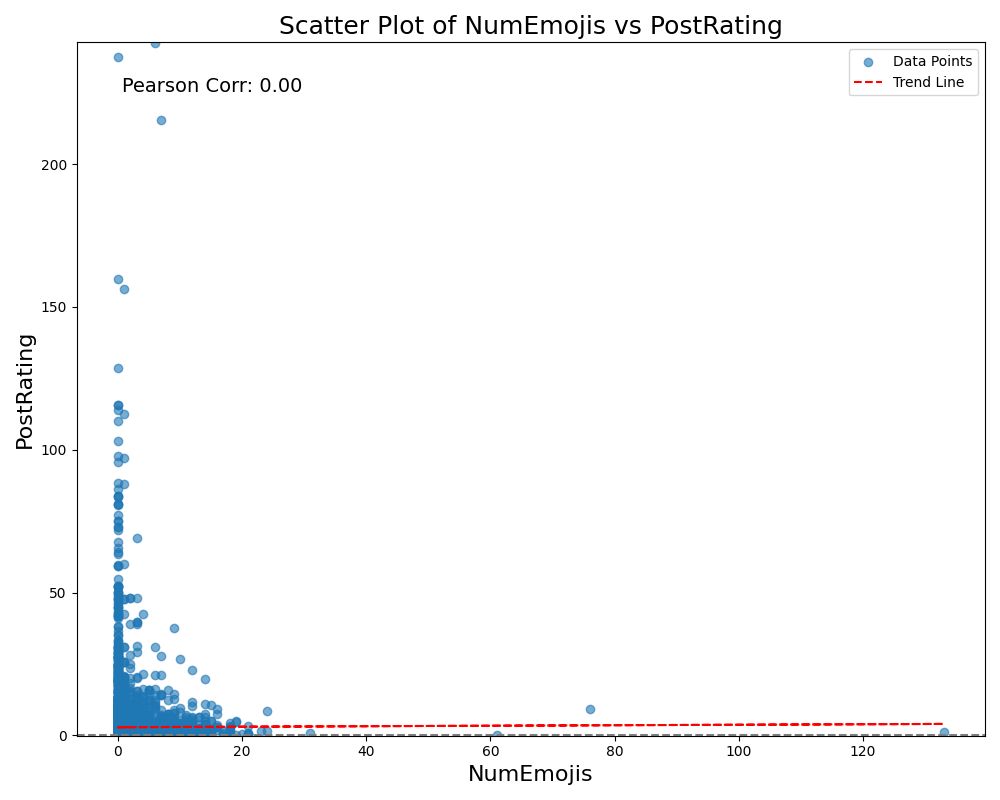 Scatter Plot of NumEmojis vs PostRating
Pearson Corr: 0.00
Data Points
Trend Line
PostRating
200
150
100
50
0
0 20 40 60 80 100 120
NumEmojis